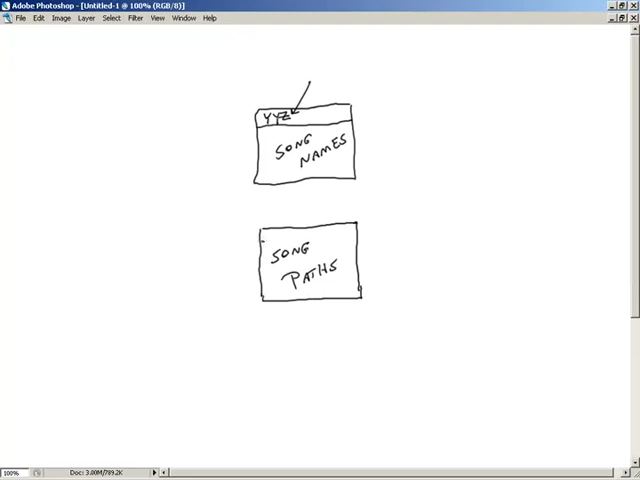 Adobe Photoshop - [Untitled-1 @ 100% (RGB/8)]
File Edit Image Layer Select Filter View Window Help
YYZ
SONG
NAMES
SONG
PATHS
100% Doc: 3.00M/789.2K